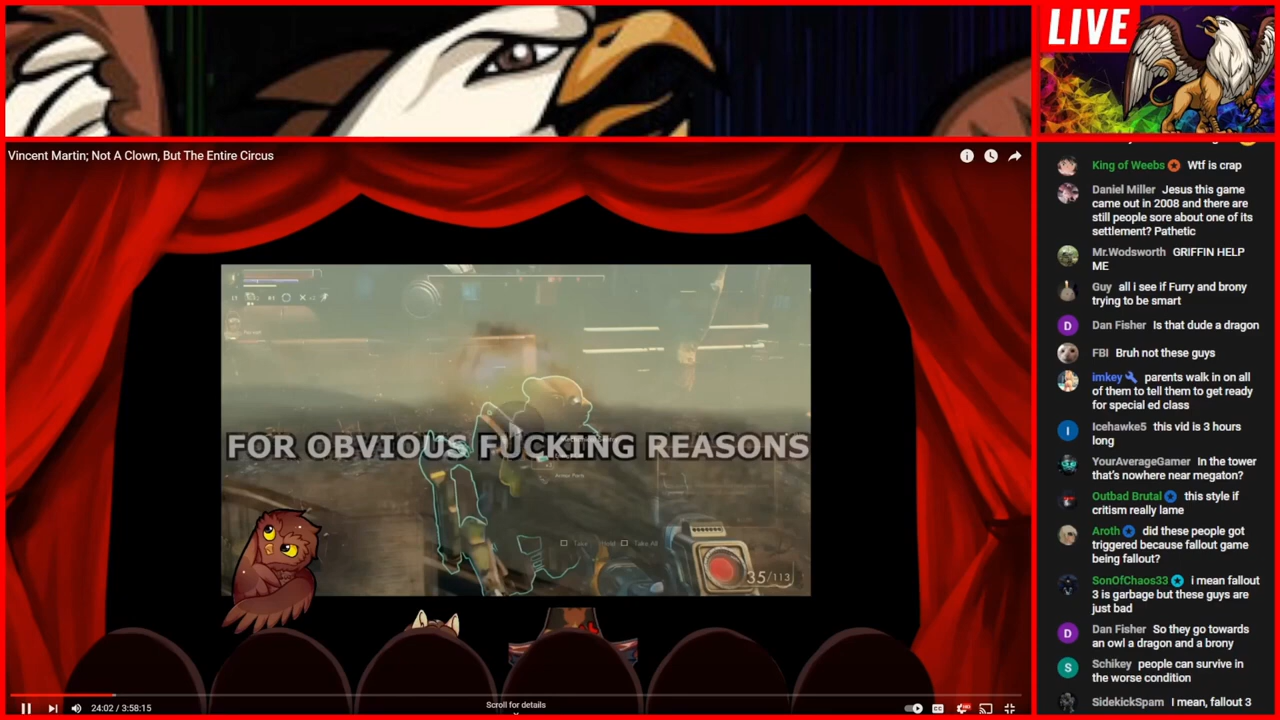 LIVE
Vincent Martin; Not A Clown, But The Entire Circus
FOR OBVIOUS FUCKING REASONS
Take
Take All
35/113
24:02 / 3:58:15
Scroll for details
CC
King of Weebs Wtf is crap
Daniel Miller Jesus this game
came out in 2008 and there are
still people sore about one of its
settlement? Pathetic
Mr.Wodsworth GRIFFIN HELP
ME
Guy all i see if Furry and brony
trying to be smart
D
Dan Fisher Is that dude a dragon
FBI Bruh not these guys
imkey parents walk in on all
of them to tell them to get ready
for special ed class
I
Icehawke5 this vid is 3 hours
long
YourAverageGamer In the tower
that's nowhere near megaton?
Outbad Brutal this style if
critism really lame
Aroth did these people got
triggered because fallout game
being fallout?
SonOfChaos33 i mean fallout
3 is garbage but these guys are
just bad
D
Dan Fisher So they go towards
an owl a dragon and a brony
S
Schikey people can survive in
the worse condition
SidekickSpam I mean, fallout 3